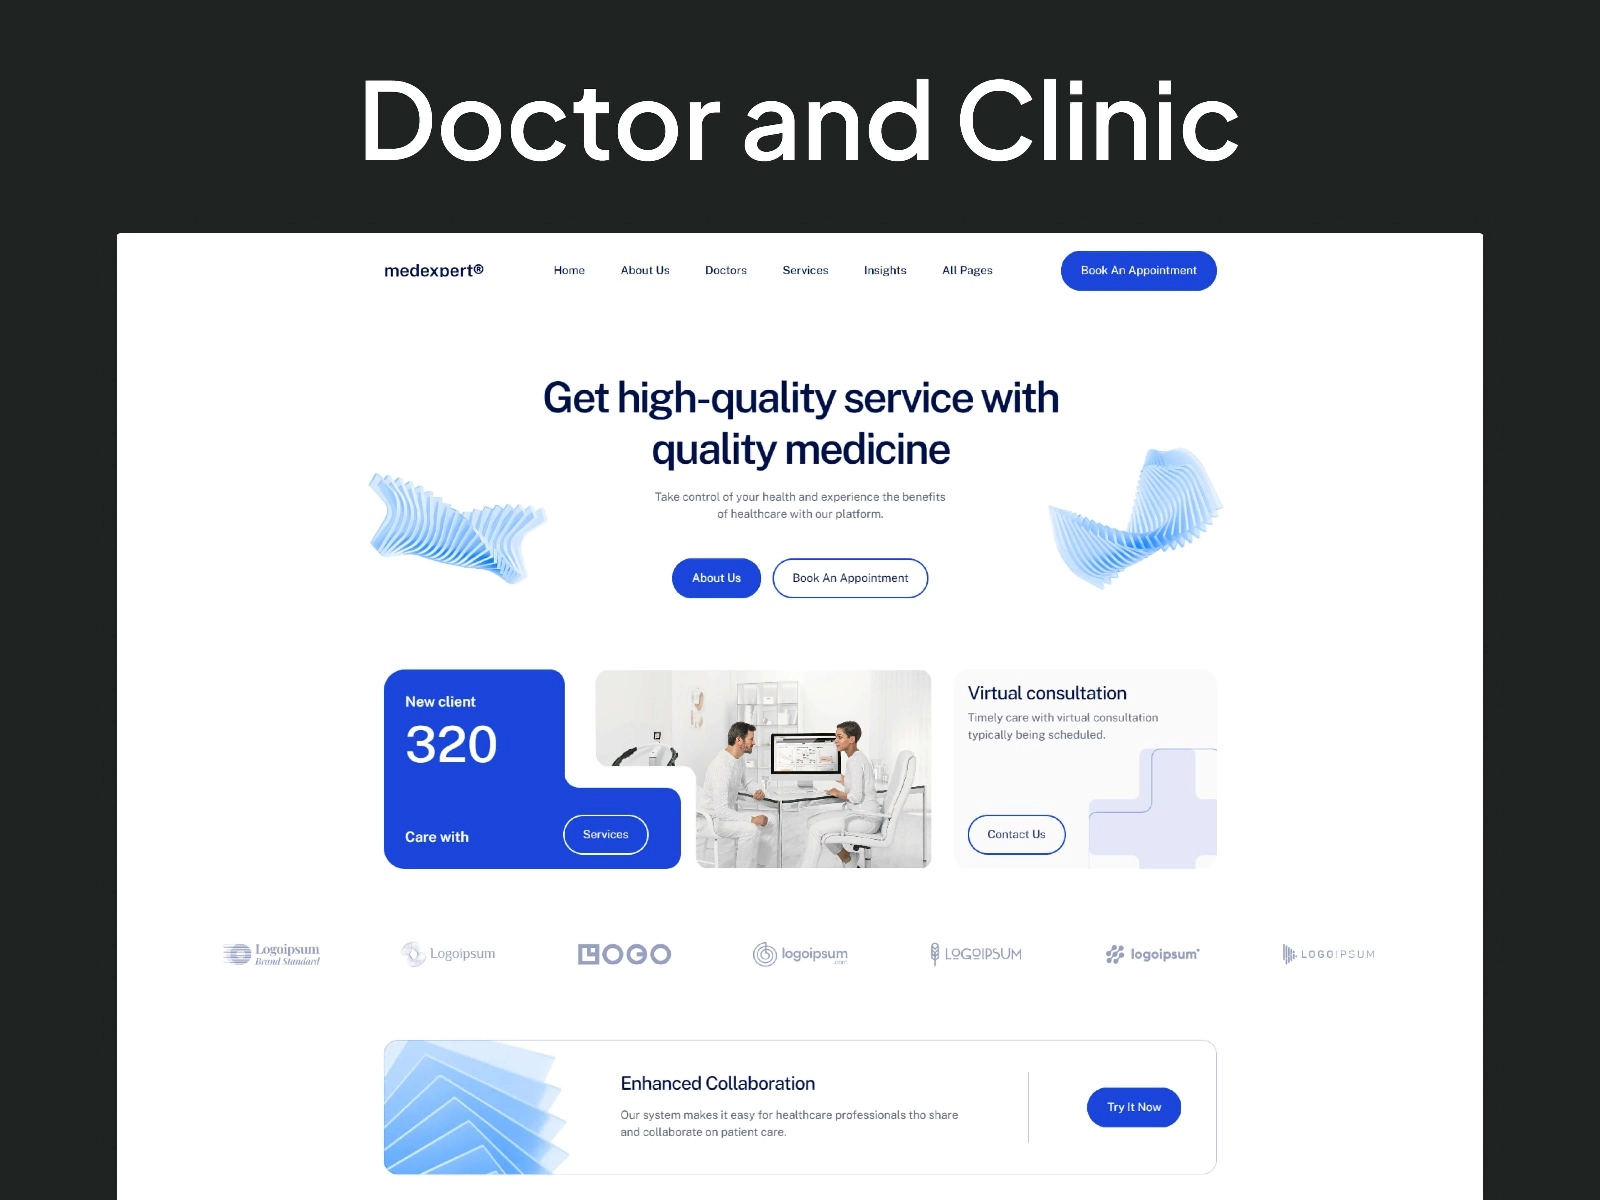 Doctor and Clinic
medexpert®
Home
About Us
Doctors
Services
Insights
All Pages
Book An Appointment
Get high-quality service with
quality medicine
Take control of your health and experience the benefits
of healthcare with our platform.
About Us
Book An Appointment
New client
320
Care with
Services
Virtual consultation
Timely care with virtual consultation
typically being scheduled.
Contact Us
Logoipsum
Brand Standard
Logoipsum
LOGO
logoipsum
.com
LOGOIPSUM
logoipsum
LOGOIPSUM
Enhanced Collaboration
Our system makes it easy for healthcare professionals tho share
and collaborate on patient care.
Try It Now